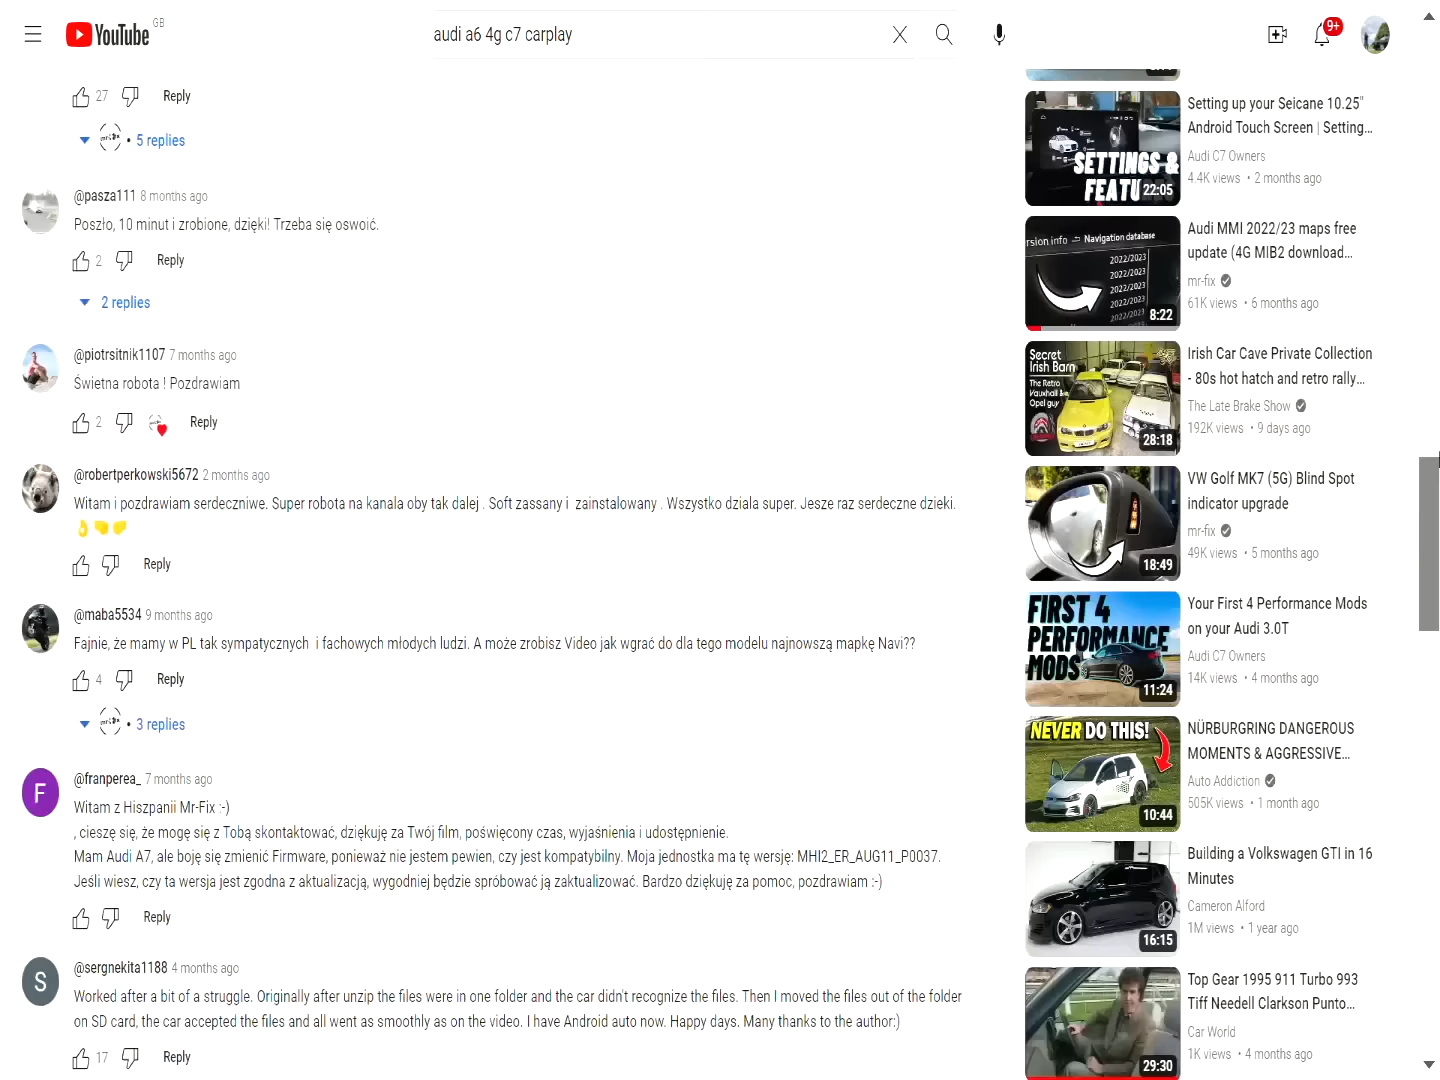 YouTube GB
audi a6 4g c7 carplay
9+
27 Reply
• 5 replies
@pasza111 8 months ago
Poszło, 10 minut i zrobione, dzięki! Trzeba się oswoić.
2 Reply
2 replies
@piotrsitnik1107 7 months ago
Świetna robota ! Pozdrawiam
2 Reply
@robertperkowski5672 2 months ago
Witam i pozdrawiam serdeczniwe. Super robota na kanala oby tak dalej . Soft zassany i zainstalowany . Wszystko dziala super. Jesze raz serdeczne dzieki.
👌🤜🤛
Reply
@maba5534 9 months ago
Fajnie, że mamy w PL tak sympatycznych i fachowych młodych ludzi. A może zrobisz Video jak wgrać do dla tego modelu najnowszą mapkę Navi??
4 Reply
• 3 replies
F
@franperea_ 7 months ago
Witam z Hiszpanii Mr-Fix :-)
, cieszę się, że mogę się z Tobą skontaktować, dziękuję za Twój film, poświęcony czas, wyjaśnienia i udostępnienie.
Mam Audi A7, ale boję się zmienić Firmware, ponieważ nie jestem pewien, czy jest kompatybilny. Moja jednostka ma tę wersję: MHI2_ER_AUG11_P0037.
Jeśli wiesz, czy ta wersja jest zgodna z aktualizacją, wygodniej będzie spróbować ją zaktualizować. Bardzo dziękuję za pomoc, pozdrawiam :-)
Reply
S
@sergnekita1188 4 months ago
Worked after a bit of a struggle. Originally after unzip the files were in one folder and the car didn't recognize the files. Then I moved the files out of the folder
on SD card, the car accepted the files and all went as smoothly as on the video. I have Android auto now. Happy days. Many thanks to the author:)
17 Reply
SETTINGS &
FEATU
22:05
Setting up your Seicane 10.25"
Android Touch Screen | Setting...
Audi C7 Owners
4.4K views • 2 months ago
rsion info Navigation database
2022/2023
2022/2023
2022/2023
2022/2023
2022/2023
8:22
Audi MMI 2022/23 maps free
update (4G MIB2 download...
mr-fix
61K views • 6 months ago
Secret
Irish Barn
The Retro
Vauxhall &
Opel guy
28:18
Irish Car Cave Private Collection
- 80s hot hatch and retro rally...
The Late Brake Show
192K views • 9 days ago
18:49
VW Golf MK7 (5G) Blind Spot
indicator upgrade
mr-fix
49K views • 5 months ago
FIRST 4
PERFORMANCE
MODS
11:24
Your First 4 Performance Mods
on your Audi 3.0T
Audi C7 Owners
14K views • 4 months ago
NEVER DO THIS!
10:44
NÜRBURGRING DANGEROUS
MOMENTS & AGGRESSIVE...
Auto Addiction
505K views • 1 month ago
16:15
Building a Volkswagen GTI in 16
Minutes
Cameron Alford
1M views • 1 year ago
29:30
Top Gear 1995 911 Turbo 993
Tiff Needell Clarkson Punto...
Car World
1K views • 4 months ago